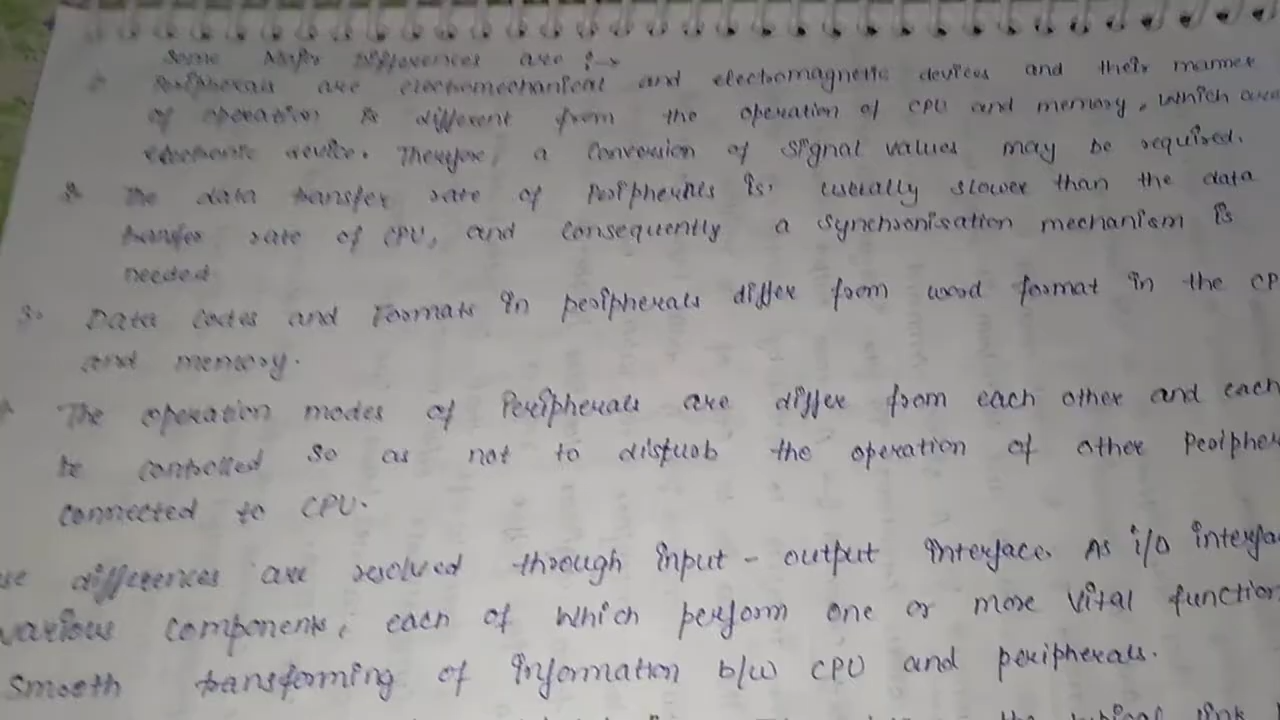 Some Major Differences are :→
Peripherals are electromechanical and electromagnetic devices and their manner
of operation is different from the operation of CPU and memory, which are
electronic device. Therefore, a Conversion of signal values may be required.
2. The data transfer rate of Peripherals is usually slower than the data
transfer rate of CPU, and consequently a synchronisation mechanism is
needed
3. Data codes and Formats in peripherals differ from word format in the CP
and memory.
The operation modes of Peripherals are differ from each other and each
be controlled so as not to distrub the operation of other Peripher
connected to CPU.
se differences are resolved through input - output interface. As i/o interfa
various components, each of which perform one or more vital function
smooth transforming of information b/w CPU and peripherals.